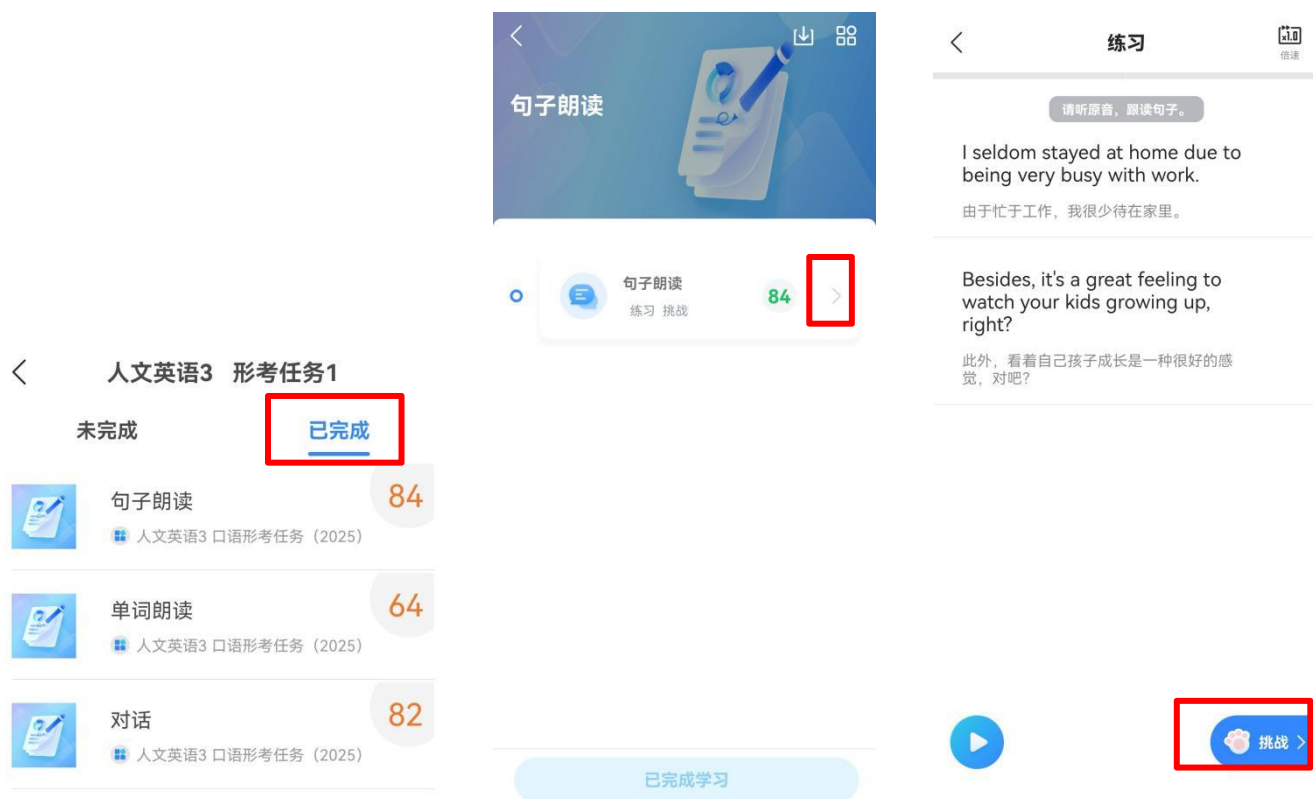 人文英语3 形考任务1
未完成
已完成
句子朗读
84
人文英语3 口语形考任务（2025）
单词朗读
64
人文英语3 口语形考任务（2025）
对话
82
人文英语3 口语形考任务（2025）
句子朗读
句子朗读
练习 挑战
84
已完成学习
练习
x1.0
倍速
请听原音，跟读句子。
I seldom stayed at home due to
being very busy with work.
由于忙于工作，我很少待在家里。
Besides, it's a great feeling to
watch your kids growing up,
right?
此外，看着自己孩子成长是一种很好的感
觉，对吧？
挑战